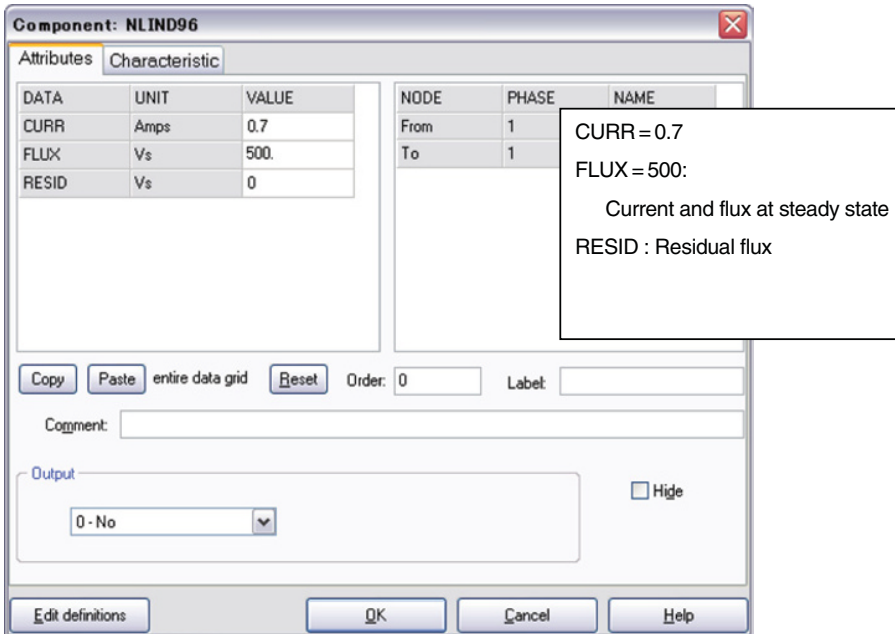 Component: NLIND96
Attributes Characteristic
DATA UNIT VALUE
CURR Amps 0.7
FLUX Vs 500.
RESID Vs 0
NODE PHASE NAME
From 1
To 1
CURR = 0.7
FLUX = 500:
Current and flux at steady state
RESID : Residual flux
Copy Paste entire data grid Reset Order: 0 Label:
Comment:
Output
0 - No
Hide
Edit definitions OK Cancel Help